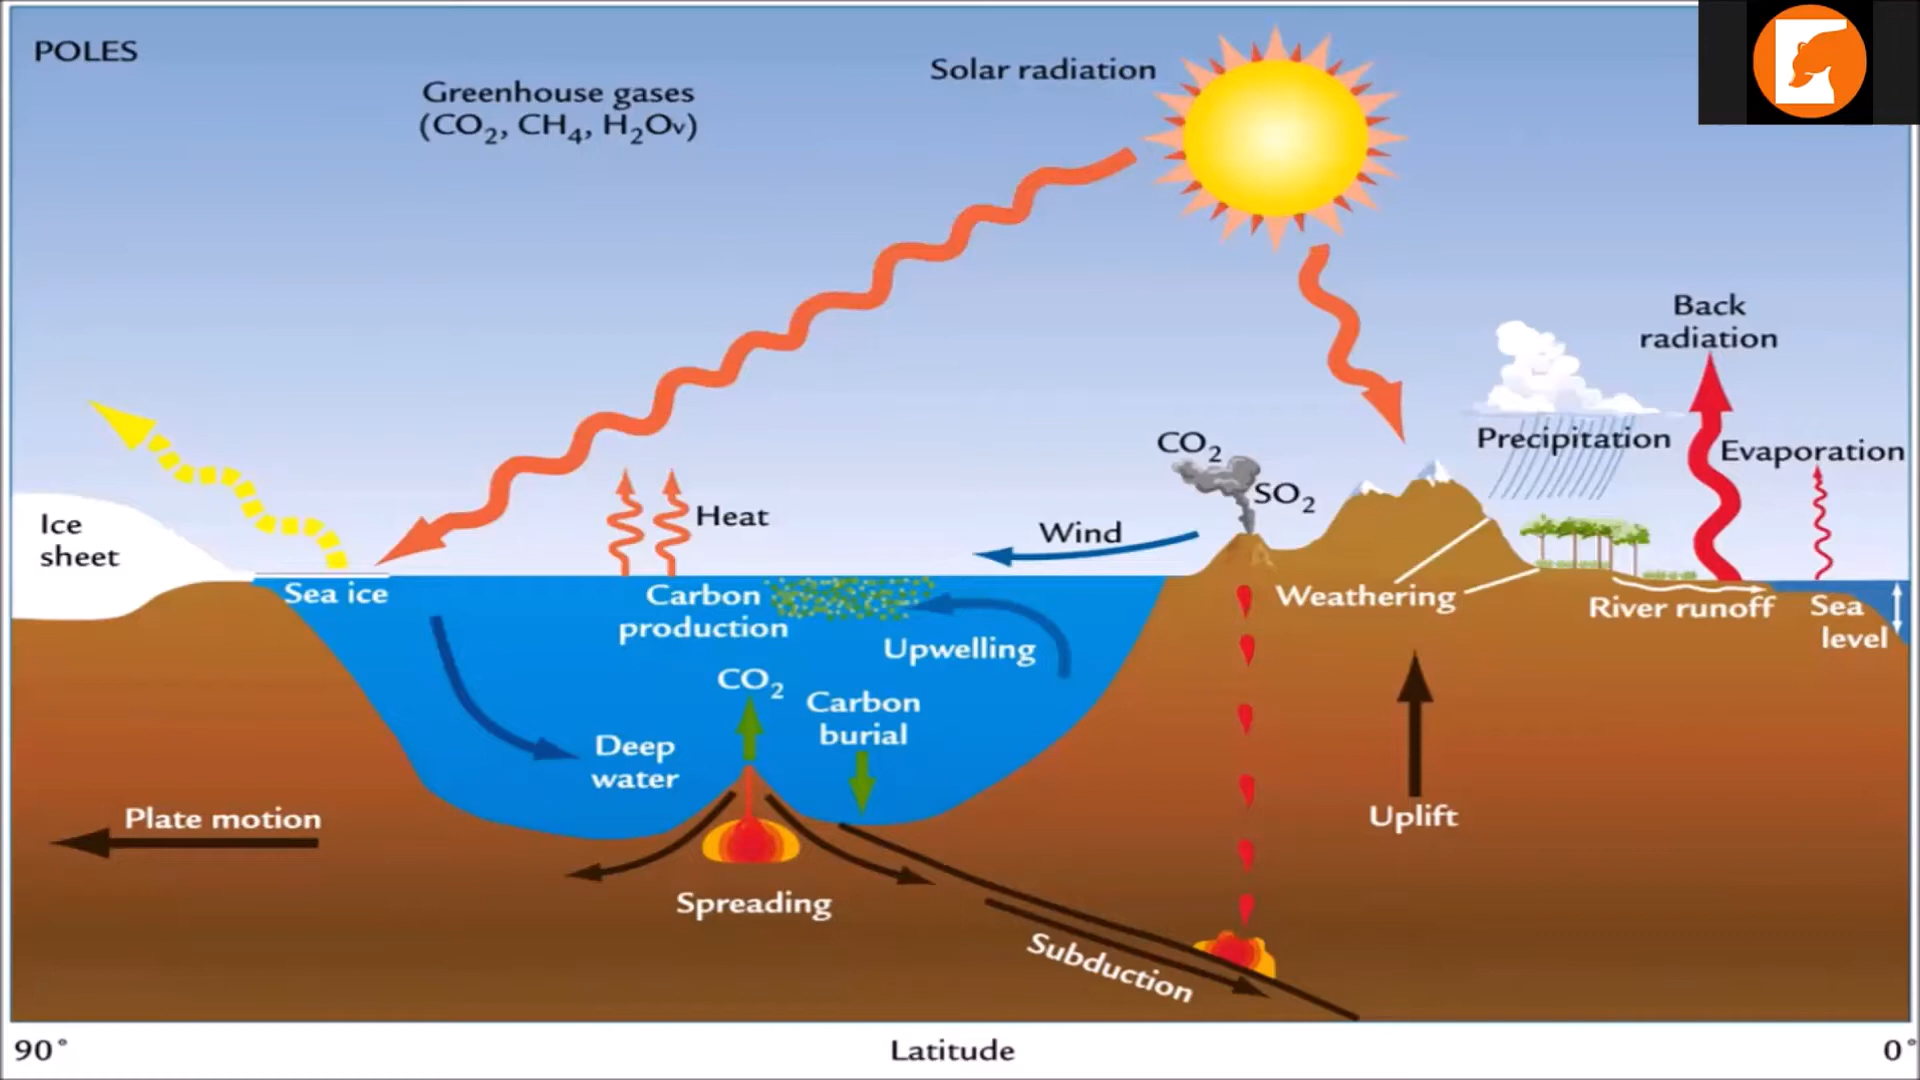 POLES
Greenhouse gases
(CO₂, CH₄, H₂Ov)
Solar radiation
Back
radiation
Precipitation
Evaporation
CO₂
SO₂
Ice
sheet
Heat
Wind
Sea ice
Carbon
production
Weathering
River runoff
Sea
level
Upwelling
CO₂
Carbon
burial
Deep
water
Plate motion
Uplift
Spreading
Subduction
90°
Latitude
0°